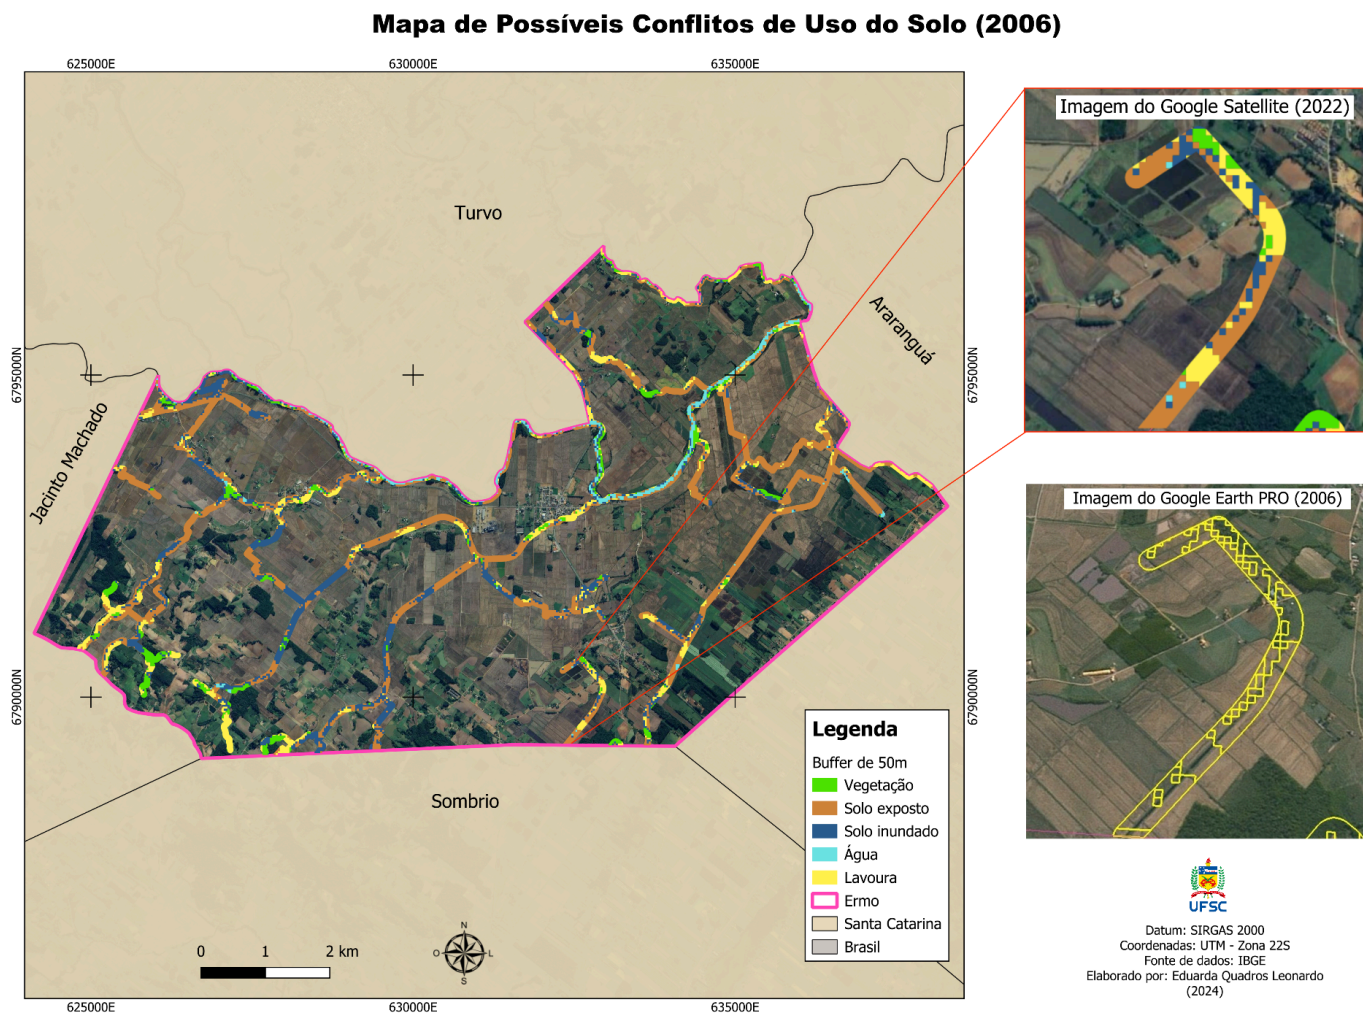 Mapa de Possíveis Conflitos de Uso do Solo (2006)
625000E
630000E
635000E
Imagem do Google Satellite (2022)
Turvo
Araranguá
6795000N
6795000N
Jacinto Machado
Imagem do Google Earth PRO (2006)
6790000N
6790000N
Sombrio
Legenda
Buffer de 50m
Vegetação
Solo exposto
Solo inundado
Água
Lavoura
Ermo
Santa Catarina
Brasil
0 1 2 km
N
O
L
S
UFSC
Datum: SIRGAS 2000
Coordenadas: UTM - Zona 22S
Fonte de dados: IBGE
Elaborado por: Eduarda Quadros Leonardo
(2024)
625000E
630000E
635000E